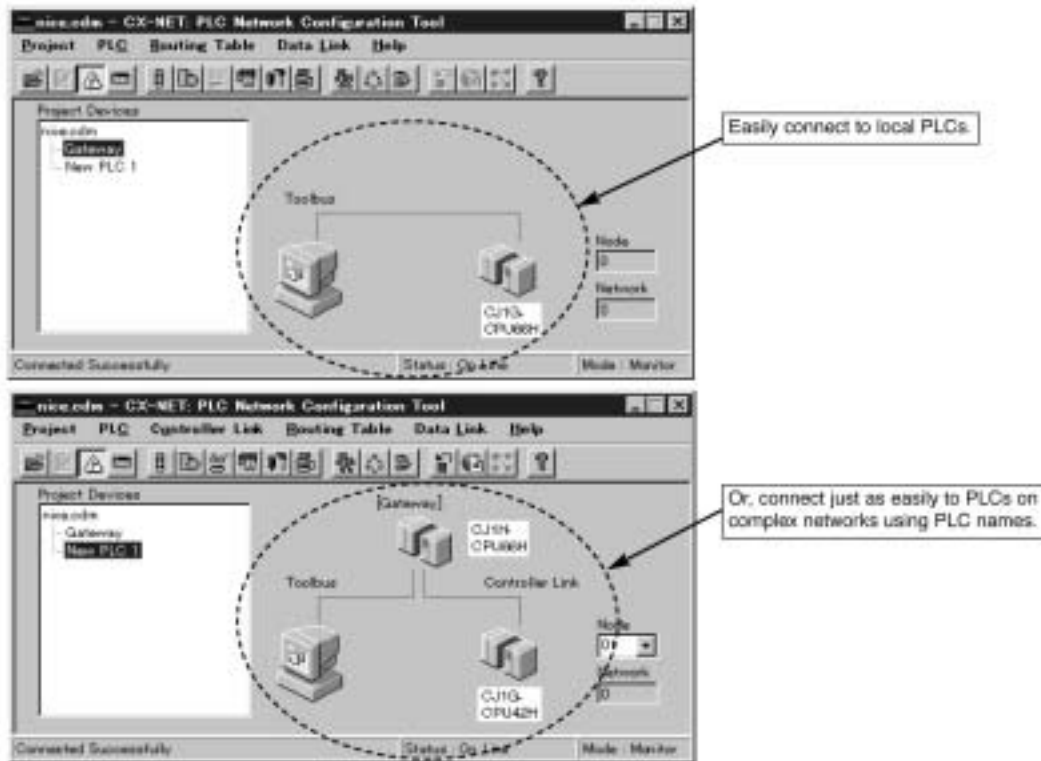 nice.cdm - CX-NET: PLC Network Configuration Tool
Project PLC Routing Table Data Link Help
Project Devices
nice.cdm
Gateway
New PLC 1
Toolbus
Easily connect to local PLCs.
Node
0
Network
0
CJ1G-
CPU66H
Connected Successfully
Status : On Line
Mode : Monitor
nice.cdm - CX-NET: PLC Network Configuration Tool
Project PLC Controller Link Routing Table Data Link Help
Project Devices
nice.cdm
Gateway
New PLC 1
[Gateway]
CJ1H-
CPU66H
Toolbus
Controller Link
Or, connect just as easily to PLCs on
complex networks using PLC names.
Node
Network
0
CJ1G-
CPU42H
Connected Successfully
Status : On Line
Mode : Monitor